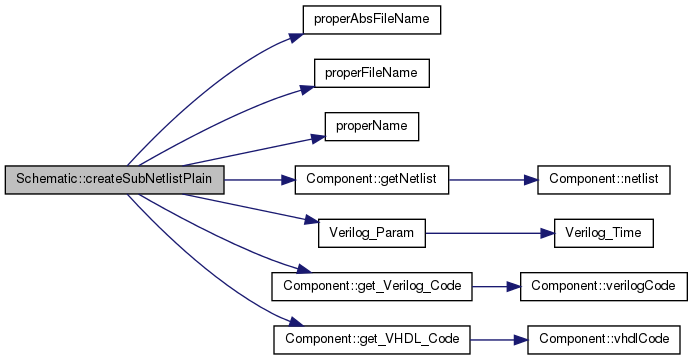 properAbsFileName
properFileName
properName
Schematic::createSubNetlistPlain
Component::getNetlist
Component::netlist
Verilog_Param
Verilog_Time
Component::get_Verilog_Code
Component::verilogCode
Component::get_VHDL_Code
Component::vhdlCode